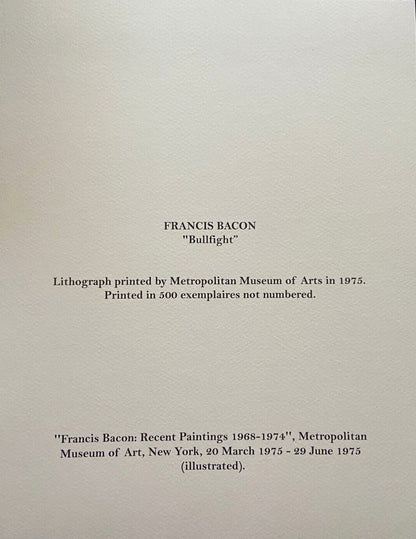 FRANCIS BACON
"Bullfight"
Lithograph printed by Metropolitan Museum of Arts in 1975.
Printed in 500 exemplaires not numbered.
"Francis Bacon: Recent Paintings 1968-1974", Metropolitan
Museum of Art, New York, 20 March 1975 - 29 June 1975
(illustrated).